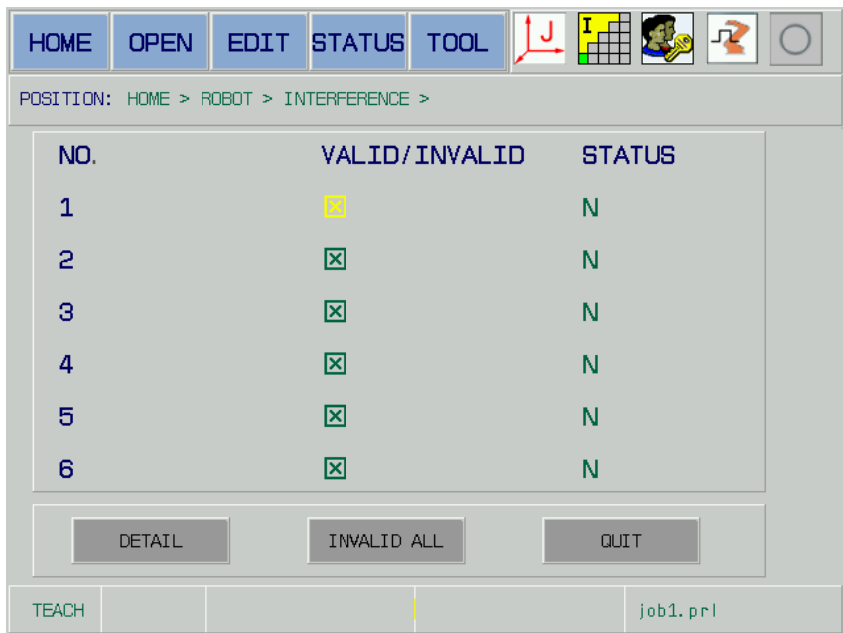 HOME OPEN EDIT STATUS TOOL J I
POSITION: HOME > ROBOT > INTERFERENCE >
NO. VALID/INVALID STATUS
1 N
2 N
3 N
4 N
5 N
6 N
DETAIL INVALID ALL QUIT
TEACH job1.prl